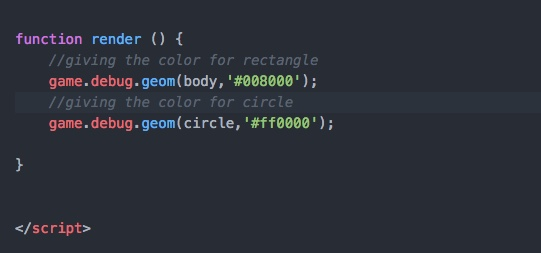 function render () {
//giving the color for rectangle
game.debug.geom(body,'#008000');
//giving the color for circle
game.debug.geom(circle,'#ff0000');
}
</script>